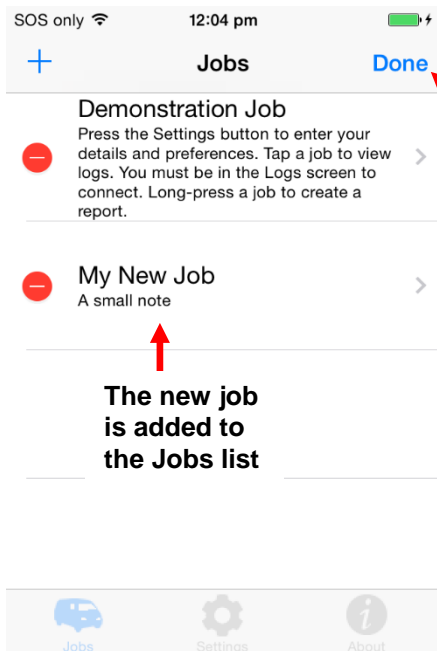 SOS only 12:04 pm
+ Jobs Done
Demonstration Job
Press the Settings button to enter your
details and preferences. Tap a job to view
logs. You must be in the Logs screen to
connect. Long-press a job to create a
report.
My New Job
A small note
The new job
is added to
the Jobs list
Jobs Settings About